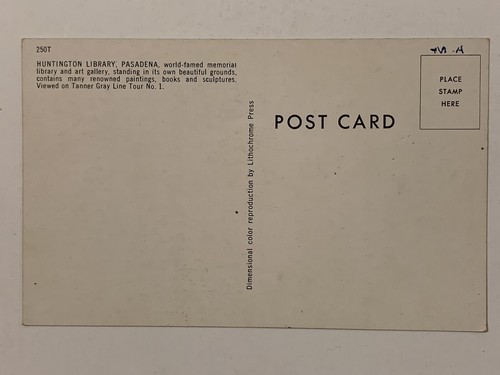 250T
HUNTINGTON LIBRARY, PASADENA, world-famed memorial
library and art gallery, standing in its own beautiful grounds,
contains many renowned paintings, books and sculptures.
Viewed on Tanner Gray Line Tour No. 1.
PLACE
STAMP
HERE
POST CARD
Dimensional color reproduction by Lithochrome Press